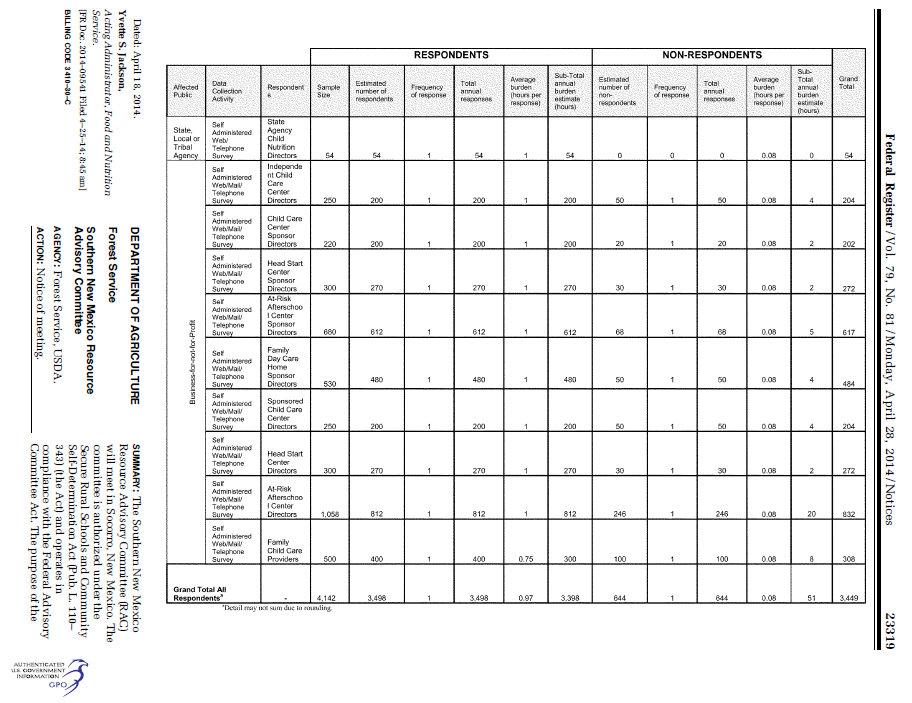 Federal Register / Vol. 79, No. 81 / Monday, April 28, 2014 / Notices
23319
RESPONDENTS NON-RESPONDENTS
Affected Public Data Collection Activity Respondents Sample Size Estimated number of respondents Frequency of response Total annual responses Average burden (hours per response) Sub-Total annual burden estimate (hours) Estimated number of non-respondents Frequency of response Total annual responses Average burden (hours per response) Sub-Total annual burden estimate (hours) Grand Total
State, Local or Tribal Agency Self Administered Web/ Telephone Survey State Agency Child Nutrition Directors 54 54 1 54 1 54 0 0 0 0.08 0 54
Business-for-not-for-Profit
Self Administered Web/Mail/ Telephone Survey Independent Child Care Center Directors 250 200 1 200 1 200 50 1 50 0.08 4 204
Self Administered Web/Mail/ Telephone Survey Child Care Center Sponsor Directors 220 200 1 200 1 200 20 1 20 0.08 2 202
Self Administered Web/Mail/ Telephone Survey Head Start Center Sponsor Directors 300 270 1 270 1 270 30 1 30 0.08 2 272
Self Administered Web/Mail/ Telephone Survey At-Risk Afterschool Center Sponsor Directors 680 612 1 612 1 612 68 1 68 0.08 5 617
Self Administered Web/Mail/ Telephone Survey Family Day Care Home Sponsor Directors 530 480 1 480 1 480 50 1 50 0.08 4 484
Self Administered Web/Mail/ Telephone Survey Sponsored Child Care Center Directors 250 200 1 200 1 200 50 1 50 0.08 4 204
Self Administered Web/Mail/ Telephone Survey Head Start Center Directors 300 270 1 270 1 270 30 1 30 0.08 2 272
Self Administered Web/Mail/ Telephone Survey At-Risk Afterschool Center Directors 1,058 812 1 812 1 812 246 1 246 0.08 20 832
Self Administered Web/Mail/ Telephone Survey Family Child Care Providers 500 400 1 400 0.75 300 100 1 100 0.08 8 308
Grand Total All Respondentsª - 4,142 3,498 1 3,498 0.97 3,398 644 1 644 0.08 51 3,449
ªDetail may not sum due to rounding.
Dated: April 18, 2014.
Yvette S. Jackson,
Acting Administrator, Food and Nutrition
Service.
[FR Doc. 2014–09541 Filed 4–25–14; 8:45 am]
BILLING CODE 3410–30–C
DEPARTMENT OF AGRICULTURE
Forest Service
Southern New Mexico Resource
Advisory Committee
AGENCY: Forest Service, USDA.
ACTION: Notice of meeting.
SUMMARY: The Southern New Mexico
Resource Advisory Committee (RAC)
will meet in Socorro, New Mexico. The
committee is authorized under the
Secure Rural Schools and Community
Self-Determination Act (Pub. L. 110–
343) (the Act) and operates in
compliance with the Federal Advisory
Committee Act. The purpose of the
AUTHENTICATED
U.S. GOVERNMENT
INFORMATION
GPO